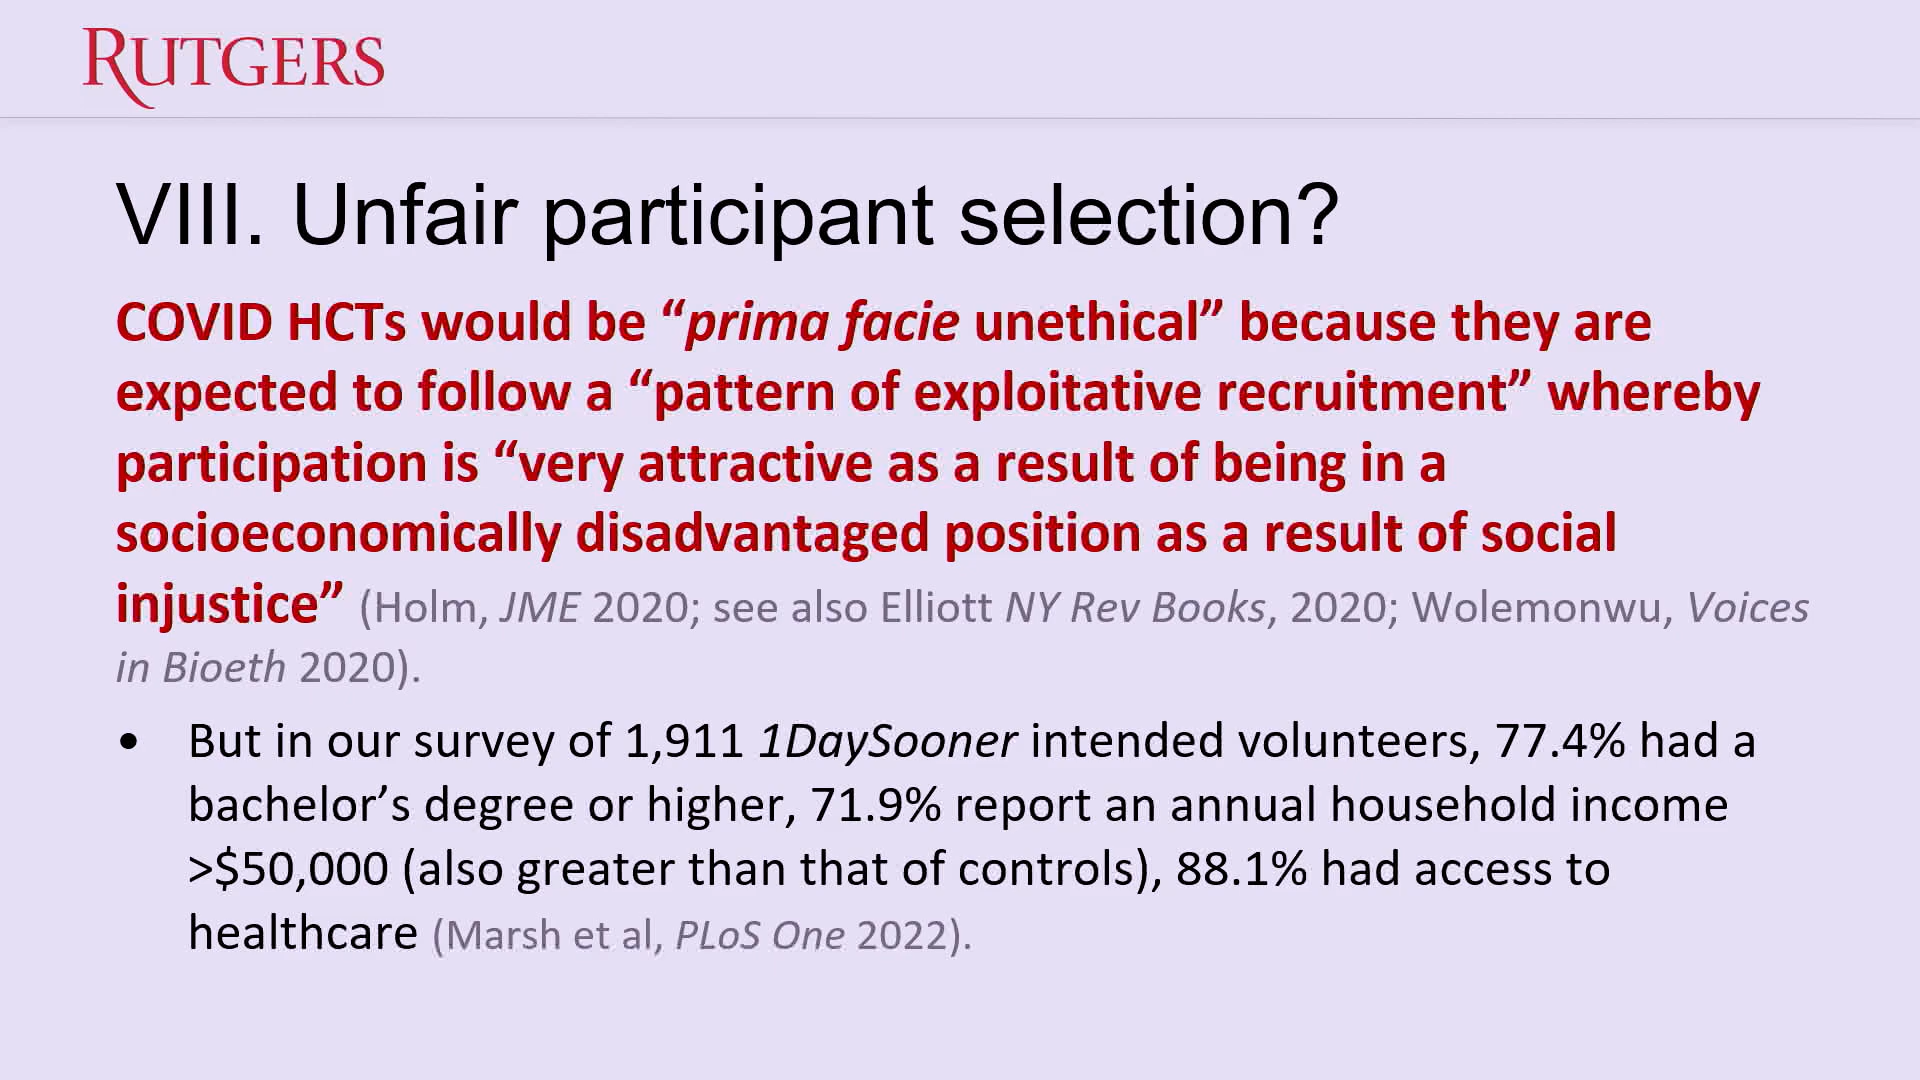 RUTGERS
VIII. Unfair participant selection?
COVID HCTs would be “prima facie unethical” because they are
expected to follow a “pattern of exploitative recruitment” whereby
participation is “very attractive as a result of being in a
socioeconomically disadvantaged position as a result of social
injustice” (Holm, JME 2020; see also Elliott NY Rev Books, 2020; Wolemonwu, Voices
in Bioeth 2020).
• But in our survey of 1,911 1DaySooner intended volunteers, 77.4% had a
bachelor’s degree or higher, 71.9% report an annual household income
>$50,000 (also greater than that of controls), 88.1% had access to
healthcare (Marsh et al, PLoS One 2022).